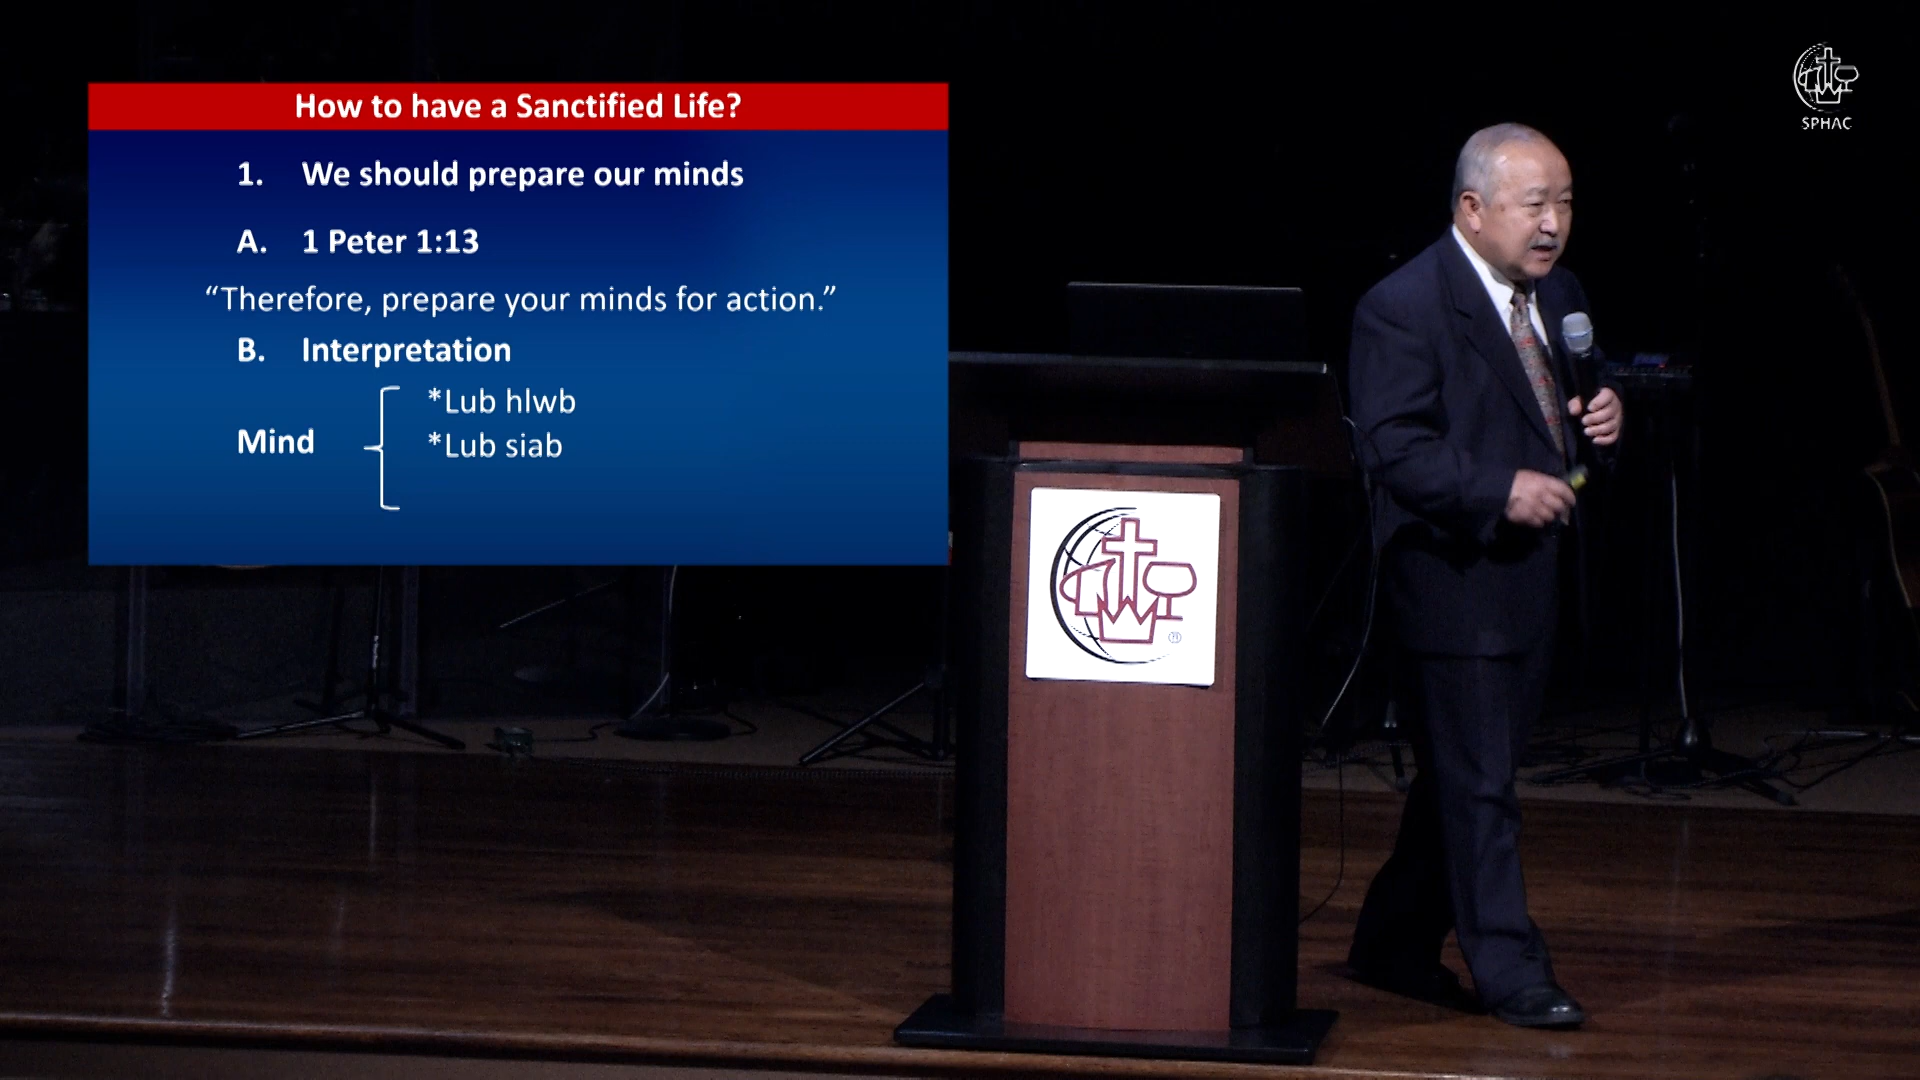 How to have a Sanctified Life?
1. We should prepare our minds
A. 1 Peter 1:13
“Therefore, prepare your minds for action.”
B. Interpretation
*Lub hlwb
Mind
*Lub siab
SPHAC